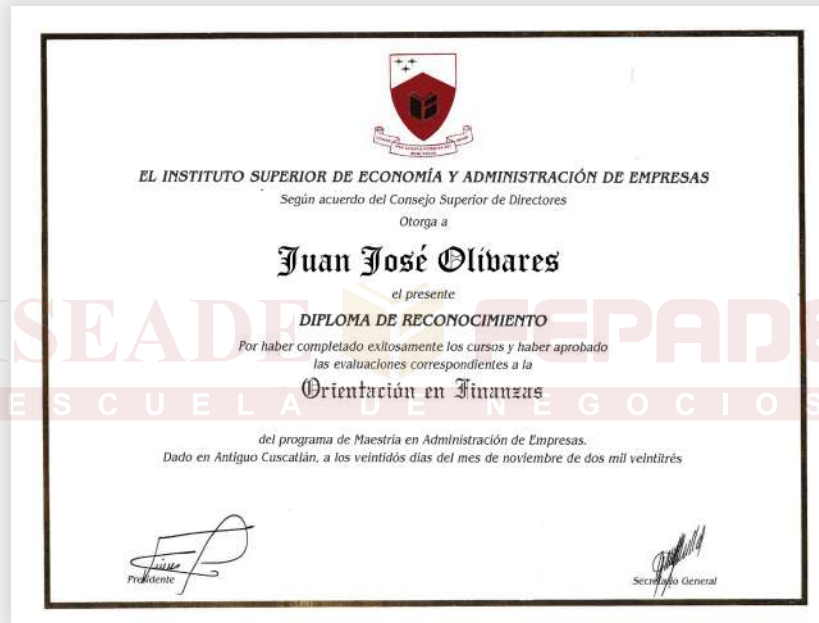 EL INSTITUTO SUPERIOR DE ECONOMÍA Y ADMINISTRACIÓN DE EMPRESAS
Según acuerdo del Consejo Superior de Directores
Otorga a
Juan José Olivares
el presente
DIPLOMA DE RECONOCIMIENTO
ISEADE FEPADE
Por haber completado exitosamente los cursos y haber aprobado
las evaluaciones correspondientes a la
Orientación en Finanzas
ESCUELA DE NEGOCIOS
del programa de Maestría en Administración de Empresas.
Dado en Antiguo Cuscatlán, a los veintidós días del mes de noviembre de dos mil veintitrés
Presidente
Secretario General